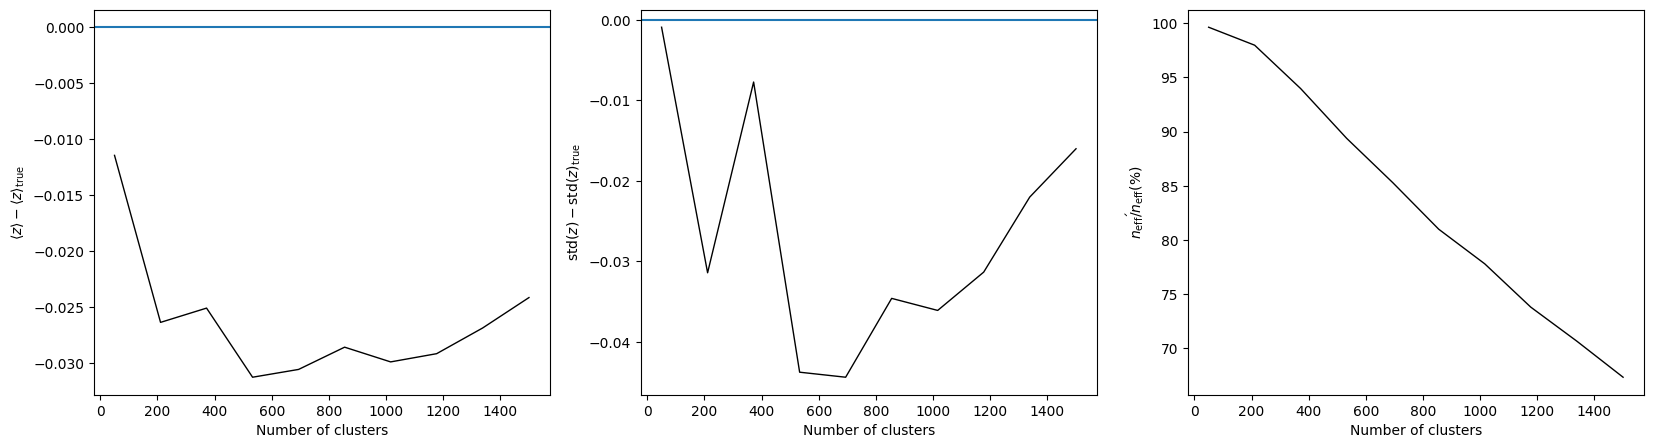 0.000
−0.005
−0.010
−0.015
−0.020
−0.025
−0.030
⟨z⟩ − ⟨z⟩true
0 200 400 600 800 1000 1200 1400
Number of clusters
0.00
−0.01
−0.02
−0.03
−0.04
std(z) − std(z)true
0 200 400 600 800 1000 1200 1400
Number of clusters
100
95
90
85
80
75
70
neff′/neff(%)
0 200 400 600 800 1000 1200 1400
Number of clusters